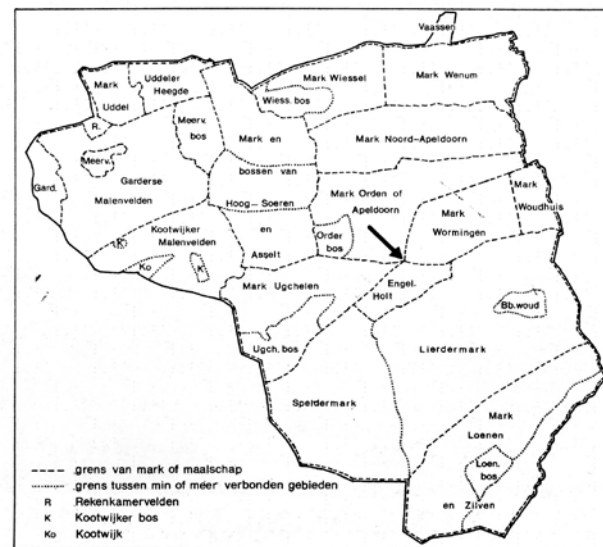 Vaassen
Mark
Uddel
Uddeler
Heegde
Mark Wiessel
Mark Wenum
Wiess. bos
R.
Meerv.
bos
Mark en
Mark Noord-Apeldoorn
Meerv.
bossen van
Gard.
Garderse
Malenvelden
Mark Orden of
Apeldoorn
Mark
Woudhuis
Hoog-Soeren
Mark
Wormingen
Kootwijker
Malenvelden
en
Asselt
Order
bos
K
Ko
K
Mark Ugchelen
Engel.
Holt
Bb.woud
Ugch. bos
Lierdermark
Speldermark
Mark
Loenen
Loen.
bos
en Zilven
grens van mark of maalschap
grens tussen min of méér verbonden gebieden
R Rekenkamervelden
K Kootwijker bos
Ko Kootwijk